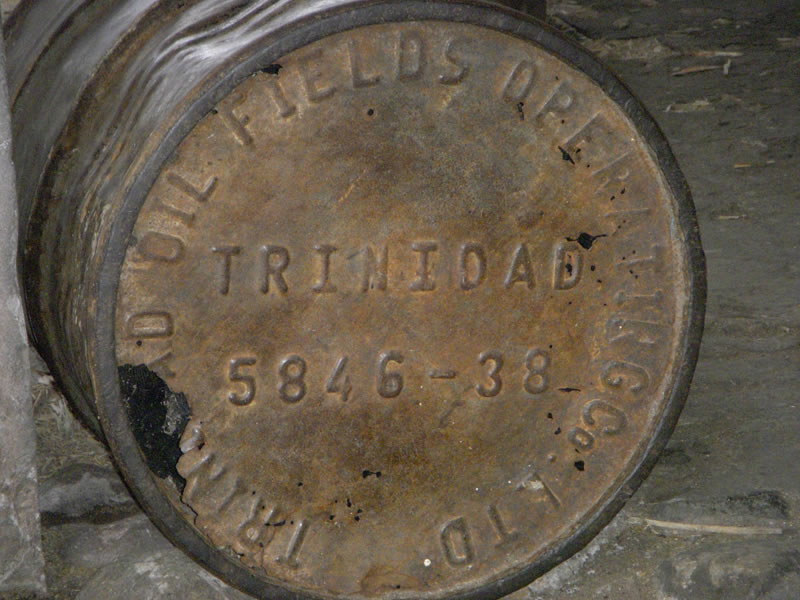 TRINIDAD OIL FIELDS OPERATING Co. LTD
TRINIDAD
5846-38